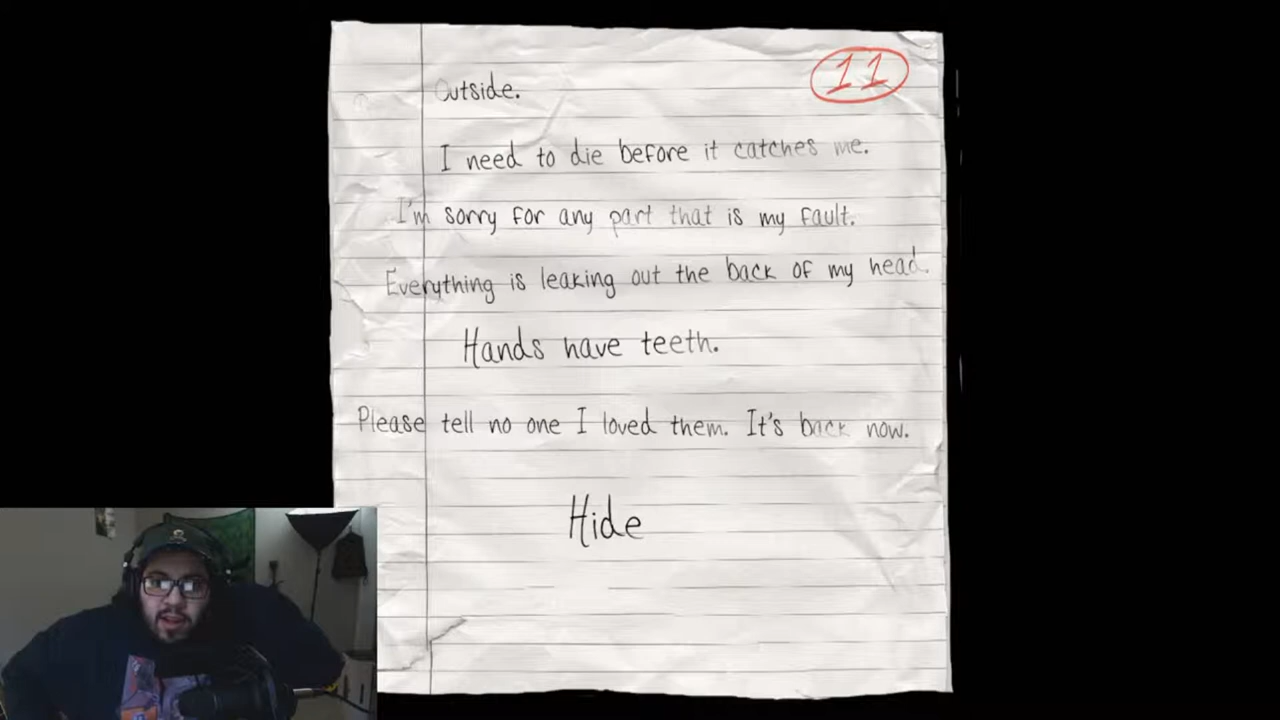 11
Outside.
I need to die before it catches me.
I'm sorry for any part that is my fault.
Everything is leaking out the back of my head.
Hands have teeth.
Please tell no one I loved them. It's back now.
Hide